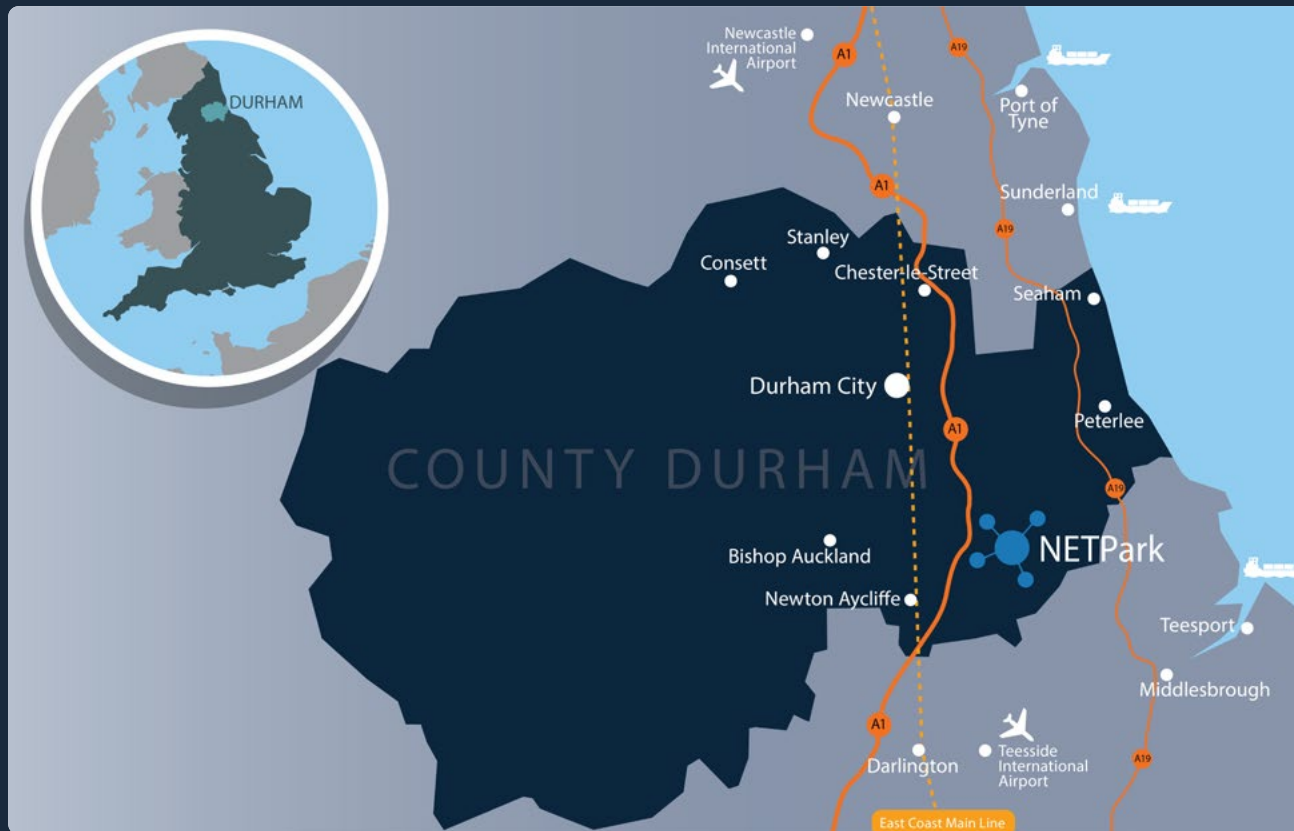 DURHAM
Newcastle
International
Airport
A1
A19
Newcastle
Port of
Tyne
A1
Sunderland
A19
Stanley
Consett
Chester-le-Street
Seaham
Durham City
Peterlee
A1
COUNTY DURHAM
A19
NETPark
Bishop Auckland
Newton Aycliffe
Teesport
Middlesbrough
A1
Darlington
Teesside
International
Airport
A19
East Coast Main Line